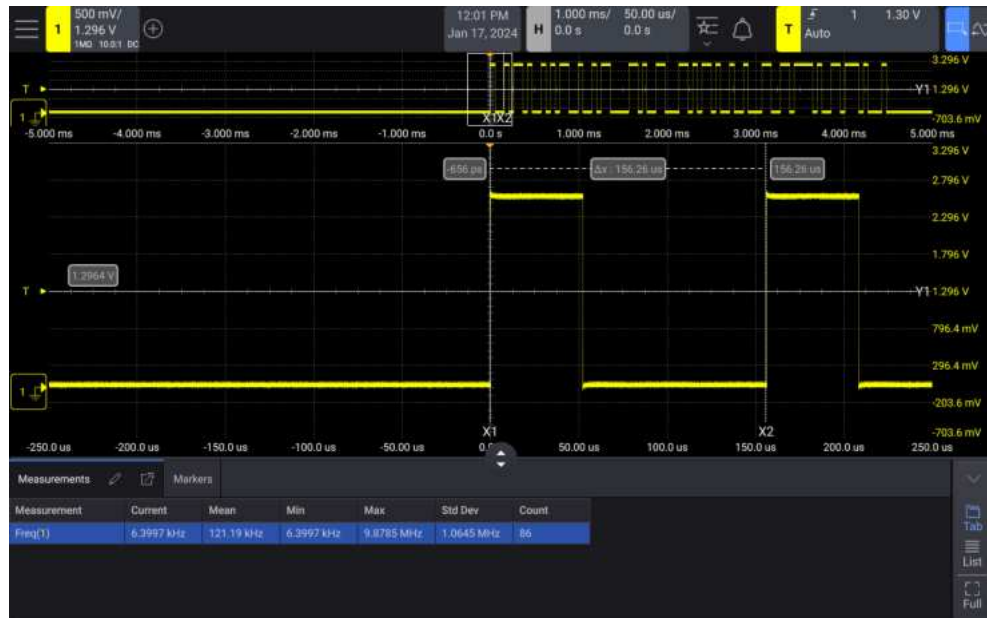 1 500 mV/ 1.296 V 1MΩ 10.0:1 DC
12:01 PM
Jan 17, 2024
H 1.000 ms/ 50.00 us/
0.0 s 0.0 s
T 1 1.30 V
Auto
3.296 V
T Y1 1.296 V
1 X1X2 -703.6 mV
-5.000 ms -4.000 ms -3.000 ms -2.000 ms -1.000 ms 0.0 s 1.000 ms 2.000 ms 3.000 ms 4.000 ms 5.000 ms
3.296 V
-656 ps Δx : 156.26 us 156.26 us
2.796 V
2.296 V
1.796 V
1.2964 V
T Y1 1.296 V
796.4 mV
296.4 mV
1
-203.6 mV
X1 X2 -703.6 mV
-250.0 us -200.0 us -150.0 us -100.0 us -50.00 us 50.00 us 100.0 us 150.0 us 200.0 us 250.0 us
Measurements Markers
Measurement Current Mean Min Max Std Dev Count
Freq(1) 6.3997 kHz 121.19 kHz 6.3997 kHz 9.8785 MHz 1.0645 MHz 86
Tab
List
Full